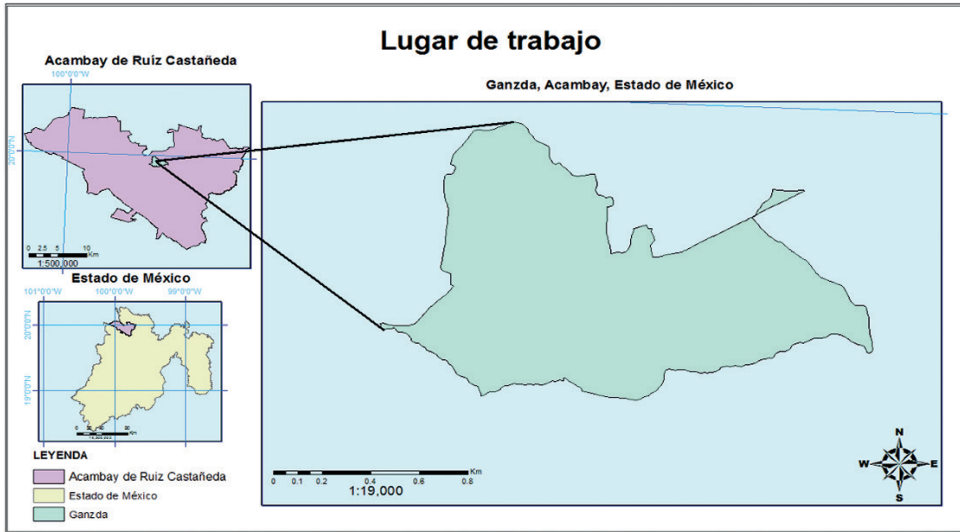 Lugar de trabajo
Acambay de Ruíz Castañeda
100°0'0"W
20°0'0"N
0 2.5 5 10
Km
1:500,000
Estado de México
101°0'0"W 100°0'0"W 99°0'0"W
20°0'0"N
19°0'0"N
Km
LEYENDA
Acambay de Ruiz Castañeda
Estado de México
Ganzda
Ganzda, Acambay, Estado de México
Km
0 0.1 0.2 0.4 0.6 0.8
1:19,000
N
W E
S